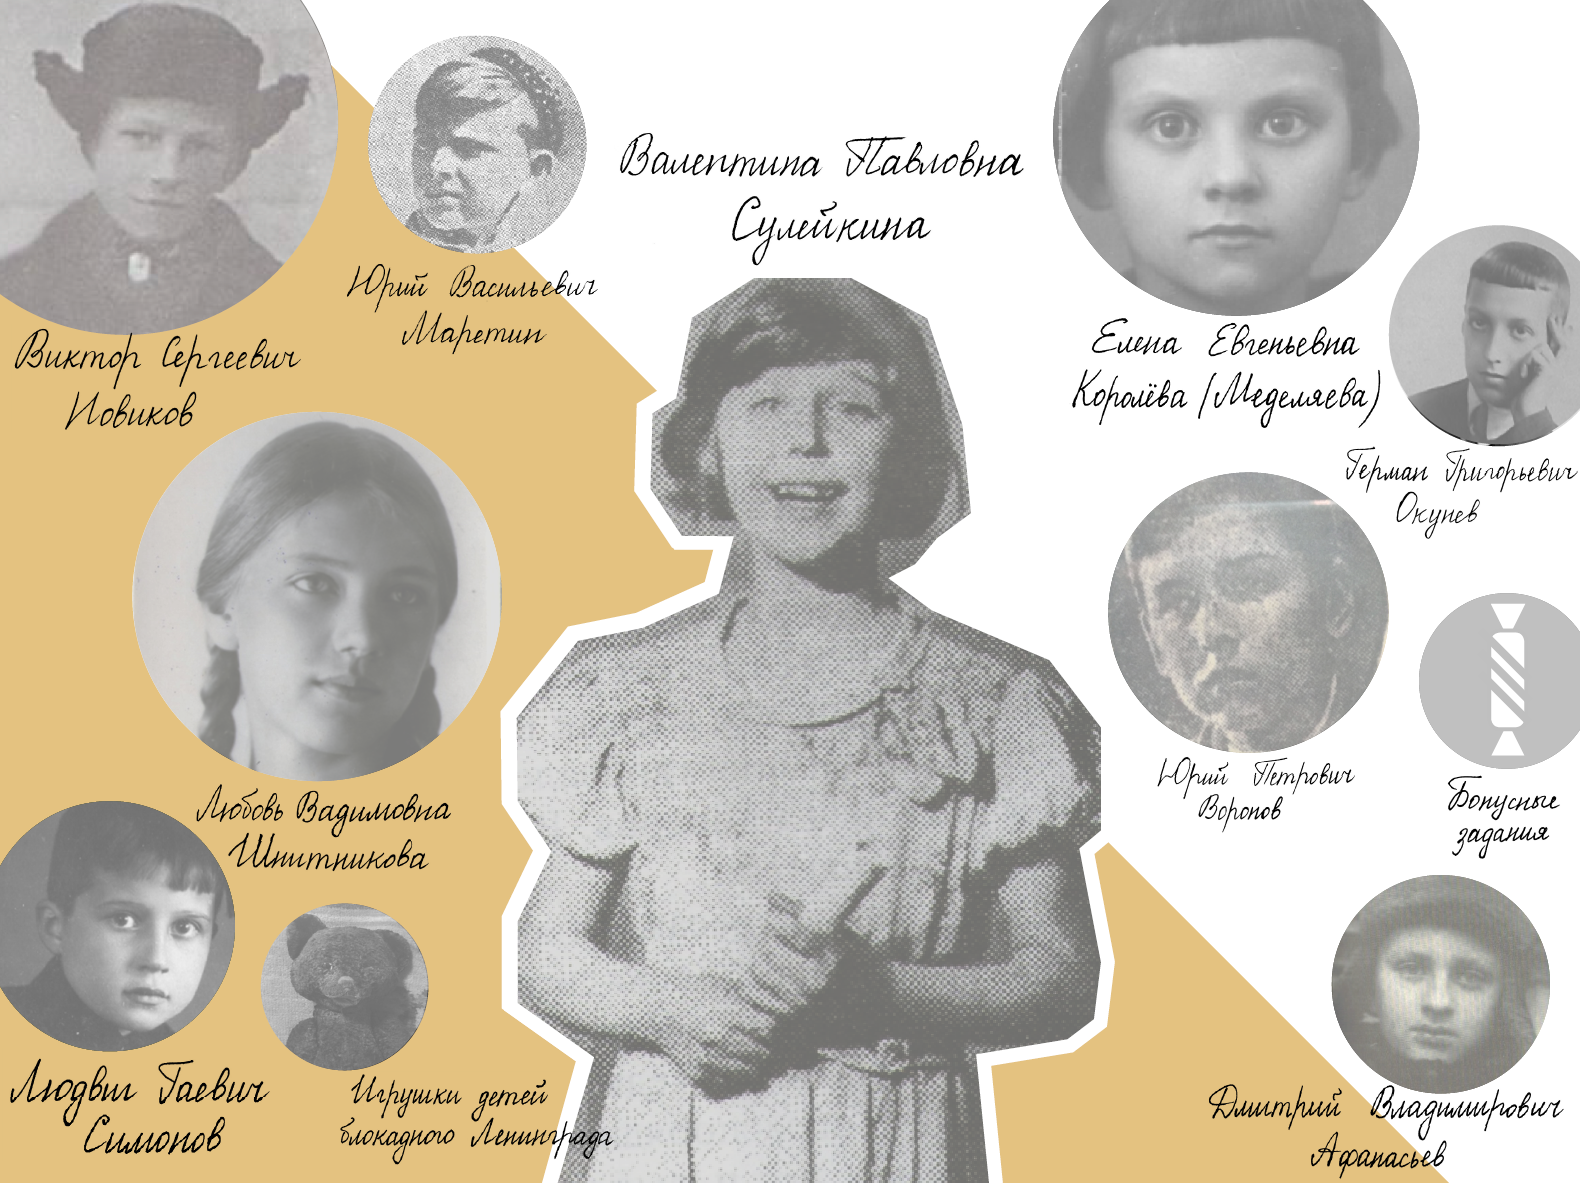 Валентина Павловна
Сулейкина
Юрий Васильевич
Маретин
Виктор Сергеевич
Новиков
Елена Евгеньевна
Королёва (Меделяева)
Герман Григорьевич
Окунев
Любовь Вадимовна
Шнитникова
Юрий Петрович
Воронов
Бонусные
задания
Людвиг Гаевич
Симонов
Игрушки детей
блокадного Ленинграда
Дмитрий Владимирович
Афанасьев